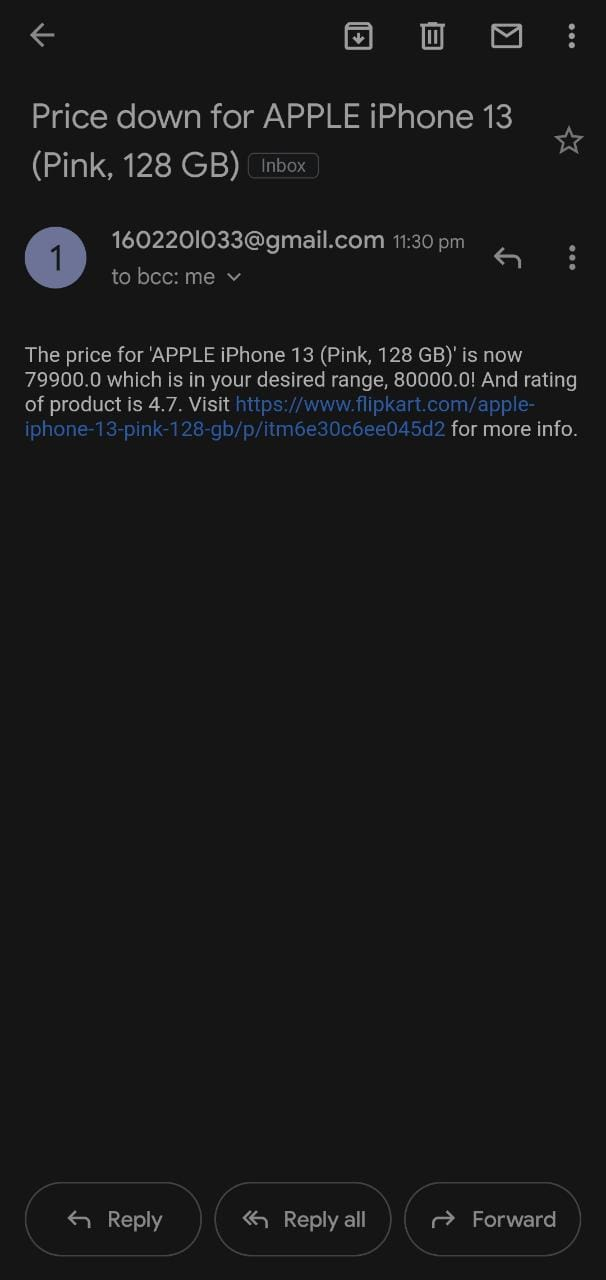 Price down for APPLE iPhone 13
(Pink, 128 GB) Inbox
1
160220l033@gmail.com 11:30 pm
to bcc: me
The price for 'APPLE iPhone 13 (Pink, 128 GB)' is now
79900.0 which is in your desired range, 80000.0! And rating
of product is 4.7. Visit https://www.flipkart.com/apple-
iphone-13-pink-128-gb/p/itm6e30c6ee045d2 for more info.
Reply
Reply all
Forward